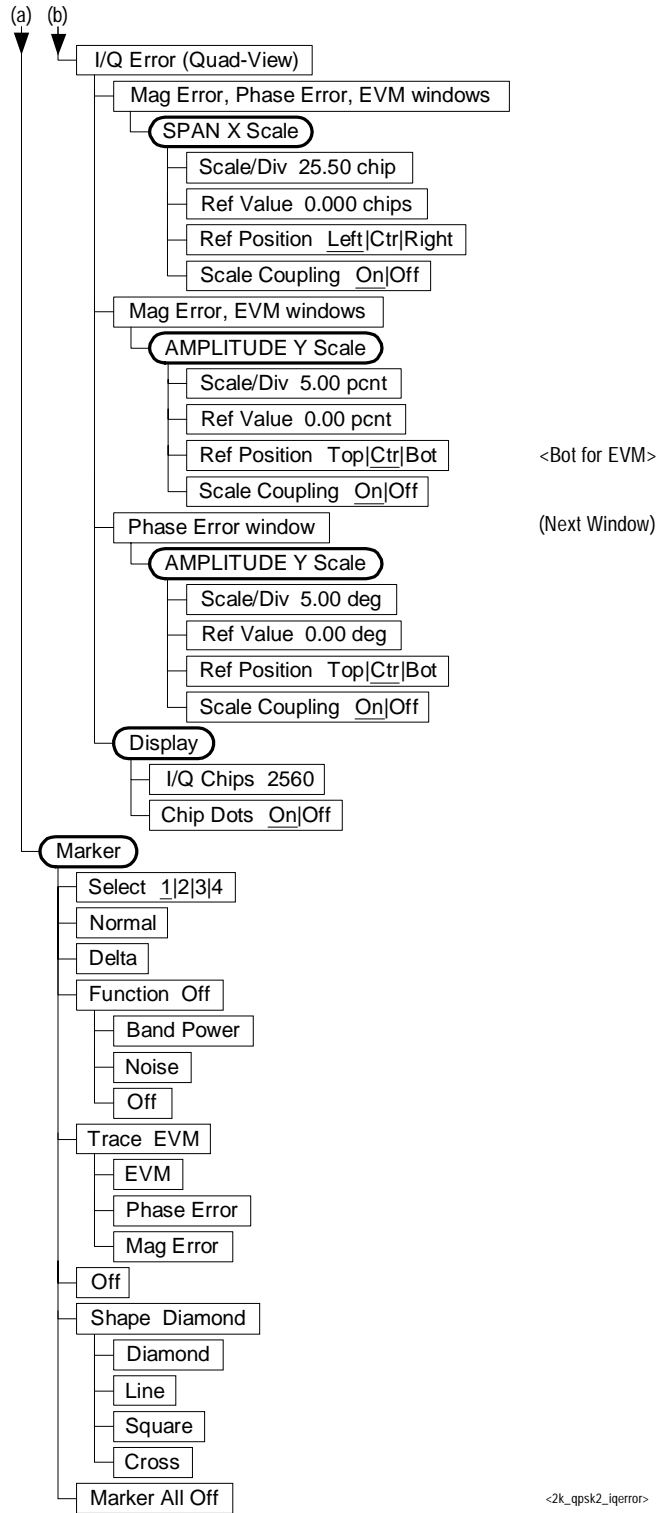 (a) (b)
I/Q Error (Quad-View)
Mag Error, Phase Error, EVM windows
SPAN X Scale
Scale/Div 25.50 chip
Ref Value 0.000 chips
Ref Position Left|Ctr|Right
Scale Coupling On|Off
Mag Error, EVM windows
AMPLITUDE Y Scale
Scale/Div 5.00 pcnt
Ref Value 0.00 pcnt
Ref Position Top|Ctr|Bot <Bot for EVM>
Scale Coupling On|Off
Phase Error window (Next Window)
AMPLITUDE Y Scale
Scale/Div 5.00 deg
Ref Value 0.00 deg
Ref Position Top|Ctr|Bot
Scale Coupling On|Off
Display
I/Q Chips 2560
Chip Dots On|Off
Marker
Select 1|2|3|4
Normal
Delta
Function Off
Band Power
Noise
Off
Trace EVM
EVM
Phase Error
Mag Error
Off
Shape Diamond
Diamond
Line
Square
Cross
Marker All Off <2k_qpsk2_iqerror>